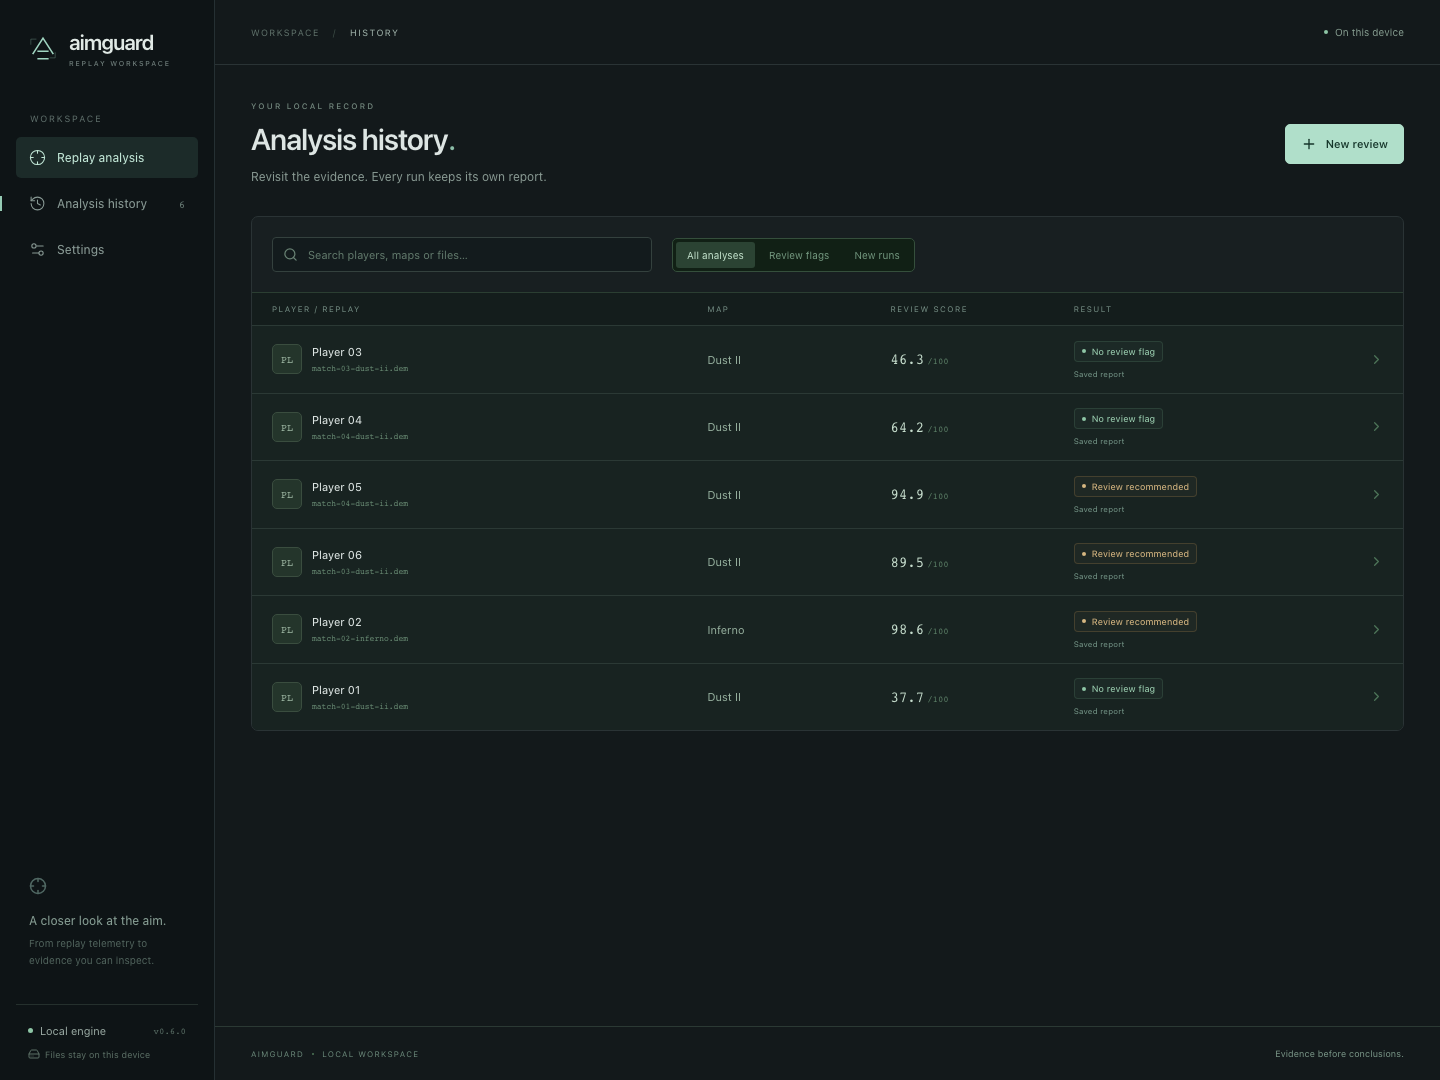 aimguard
REPLAY WORKSPACE
WORKSPACE
Replay analysis
Analysis history 6
Settings
A closer look at the aim.
From replay telemetry to
evidence you can inspect.
Local engine v0.6.0
Files stay on this device
WORKSPACE / HISTORY
On this device
YOUR LOCAL RECORD
Analysis history.
Revisit the evidence. Every run keeps its own report.
New review
Search players, maps or files...
All analyses Review flags New runs
PLAYER / REPLAY MAP REVIEW SCORE RESULT
PL Player 03 Dust II 46.3 /100 No review flag
match-03-dust-ii.dem Saved report
PL Player 04 Dust II 64.2 /100 No review flag
match-04-dust-ii.dem Saved report
PL Player 05 Dust II 94.9 /100 Review recommended
match-04-dust-ii.dem Saved report
PL Player 06 Dust II 89.5 /100 Review recommended
match-03-dust-ii.dem Saved report
PL Player 02 Inferno 98.6 /100 Review recommended
match-02-inferno.dem Saved report
PL Player 01 Dust II 37.7 /100 No review flag
match-01-dust-ii.dem Saved report
AIMGUARD • LOCAL WORKSPACE
Evidence before conclusions.